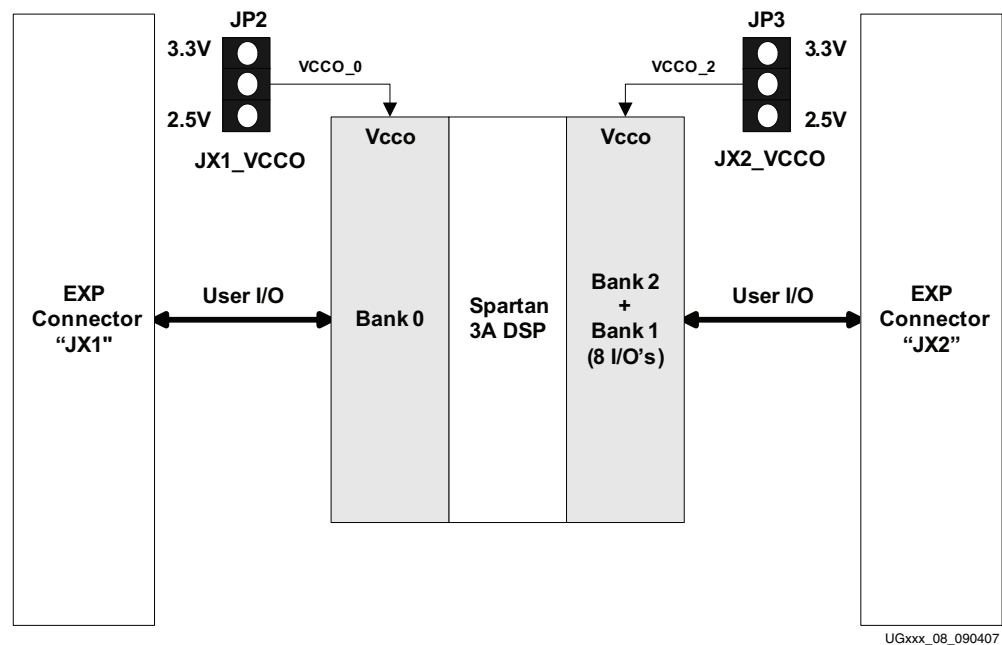 JP2
3.3V
VCCO_0
2.5V
JX1_VCCO
JP3
3.3V
VCCO_2
2.5V
JX2_VCCO
Vcco
Vcco
EXP
Connector
“JX1"
User I/O
Bank 0
Spartan
3A DSP
Bank 2
+
Bank 1
(8 I/O’s)
User I/O
EXP
Connector
“JX2”
UGxxx_08_090407